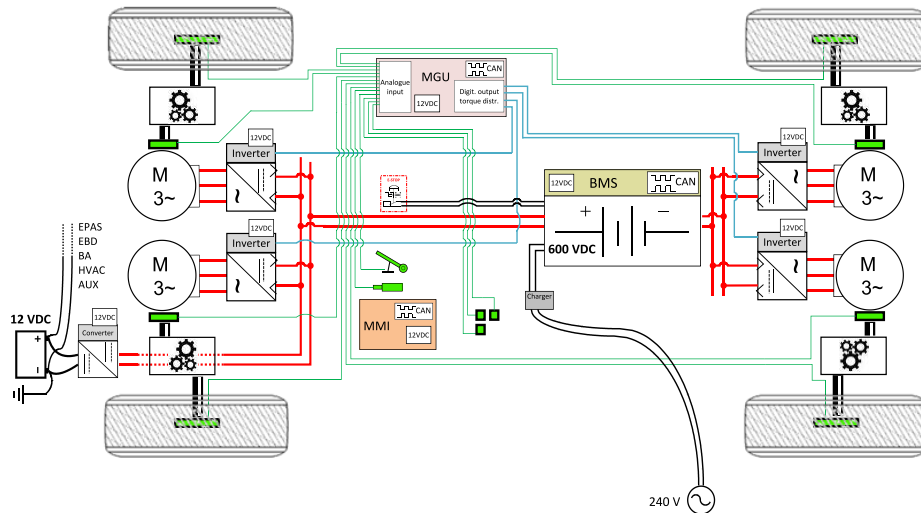 MGU
CAN
Analogue
input
12VDC
Digit. output
torque distr.
12VDC
Inverter
~
M
3~
12VDC
Inverter
~
M
3~
E-STOP
12VDC
BMS
CAN
+
−
600 VDC
12VDC
Inverter
~
M
3~
12VDC
Inverter
~
M
3~
EPAS
EBD
BA
HVAC
AUX
12 VDC
+
-
12VDC
Converter
MMI
CAN
12VDC
Charger
240 V